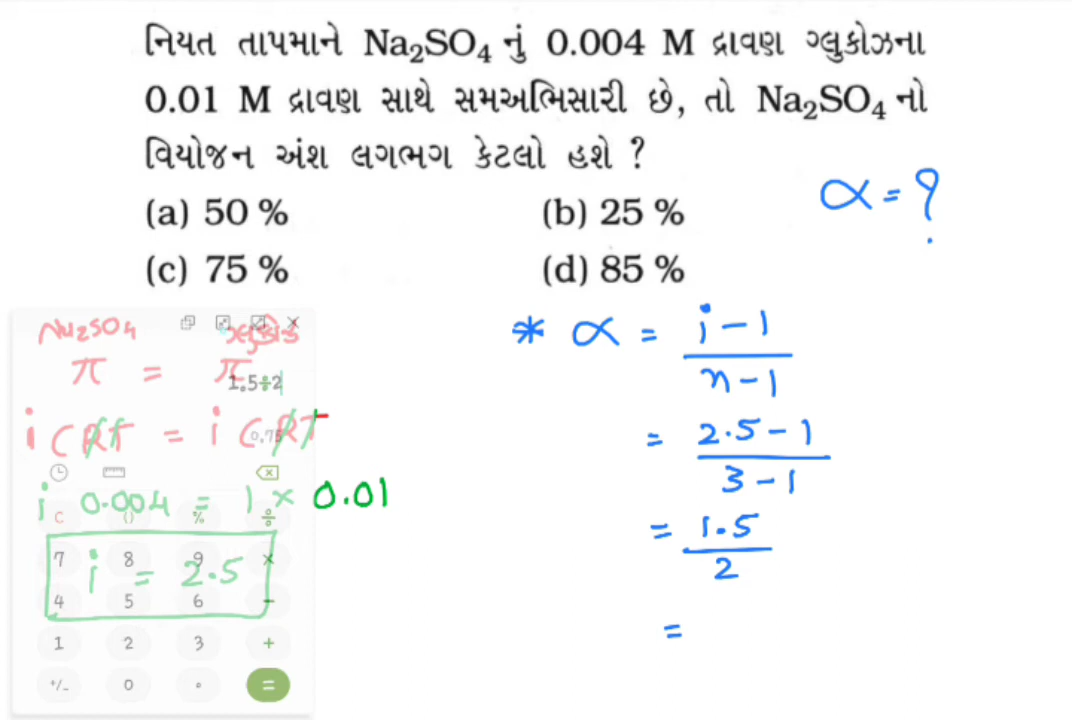 નિયત તાપમાને Na₂SO₄ નું 0.004 M દ્રાવણ ગ્લુકોઝના
0.01 M દ્રાવણ સાથે સમઅભિસારી છે, તો Na₂SO₄ નો
વિયોજન અંશ લગભગ કેટલો હશે ?
(a) 50 % (b) 25 %
(c) 75 % (d) 85 %
α = ?
Na₂SO₄
π = π
i CRT = i CRT
i 0.004 = 1 × 0.01
i = 2.5
1.5÷2
0.75
C () % ÷
7 8 9 ×
4 5 6 −
1 2 3 +
+/− 0 . =
* α = i − 1
n − 1
= 2.5 − 1
3 − 1
= 1.5
2
=